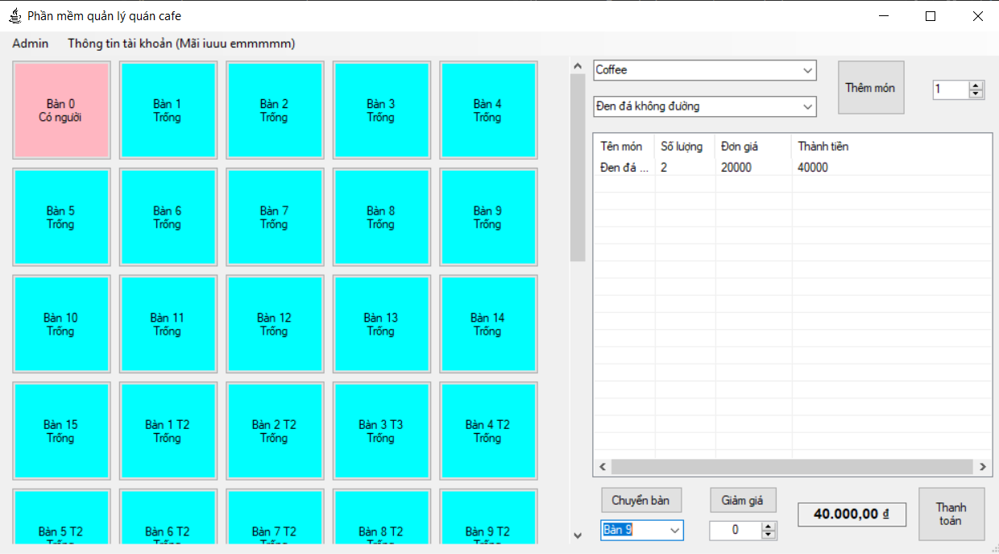 Phần mềm quản lý quán cafe
Admin Thông tin tài khoản (Mãi iuuu emmmmm)
Bàn 0
Có người
Bàn 1
Trống
Bàn 2
Trống
Bàn 3
Trống
Bàn 4
Trống
Bàn 5
Trống
Bàn 6
Trống
Bàn 7
Trống
Bàn 8
Trống
Bàn 9
Trống
Bàn 10
Trống
Bàn 11
Trống
Bàn 12
Trống
Bàn 13
Trống
Bàn 14
Trống
Bàn 15
Trống
Bàn 1 T2
Trống
Bàn 2 T2
Trống
Bàn 3 T3
Trống
Bàn 4 T2
Trống
Bàn 5 T2
Trống
Bàn 6 T2
Trống
Bàn 7 T2
Trống
Bàn 8 T2
Trống
Bàn 9 T2
Trống
Coffee
Đen đá không đường
Thêm món
1
Tên món Số lượng Đơn giá Thành tiền
Đen đá ... 2 20000 40000
Chuyển bàn
Bàn 9
Giảm giá
0
40.000,00 ₫
Thanh
toán